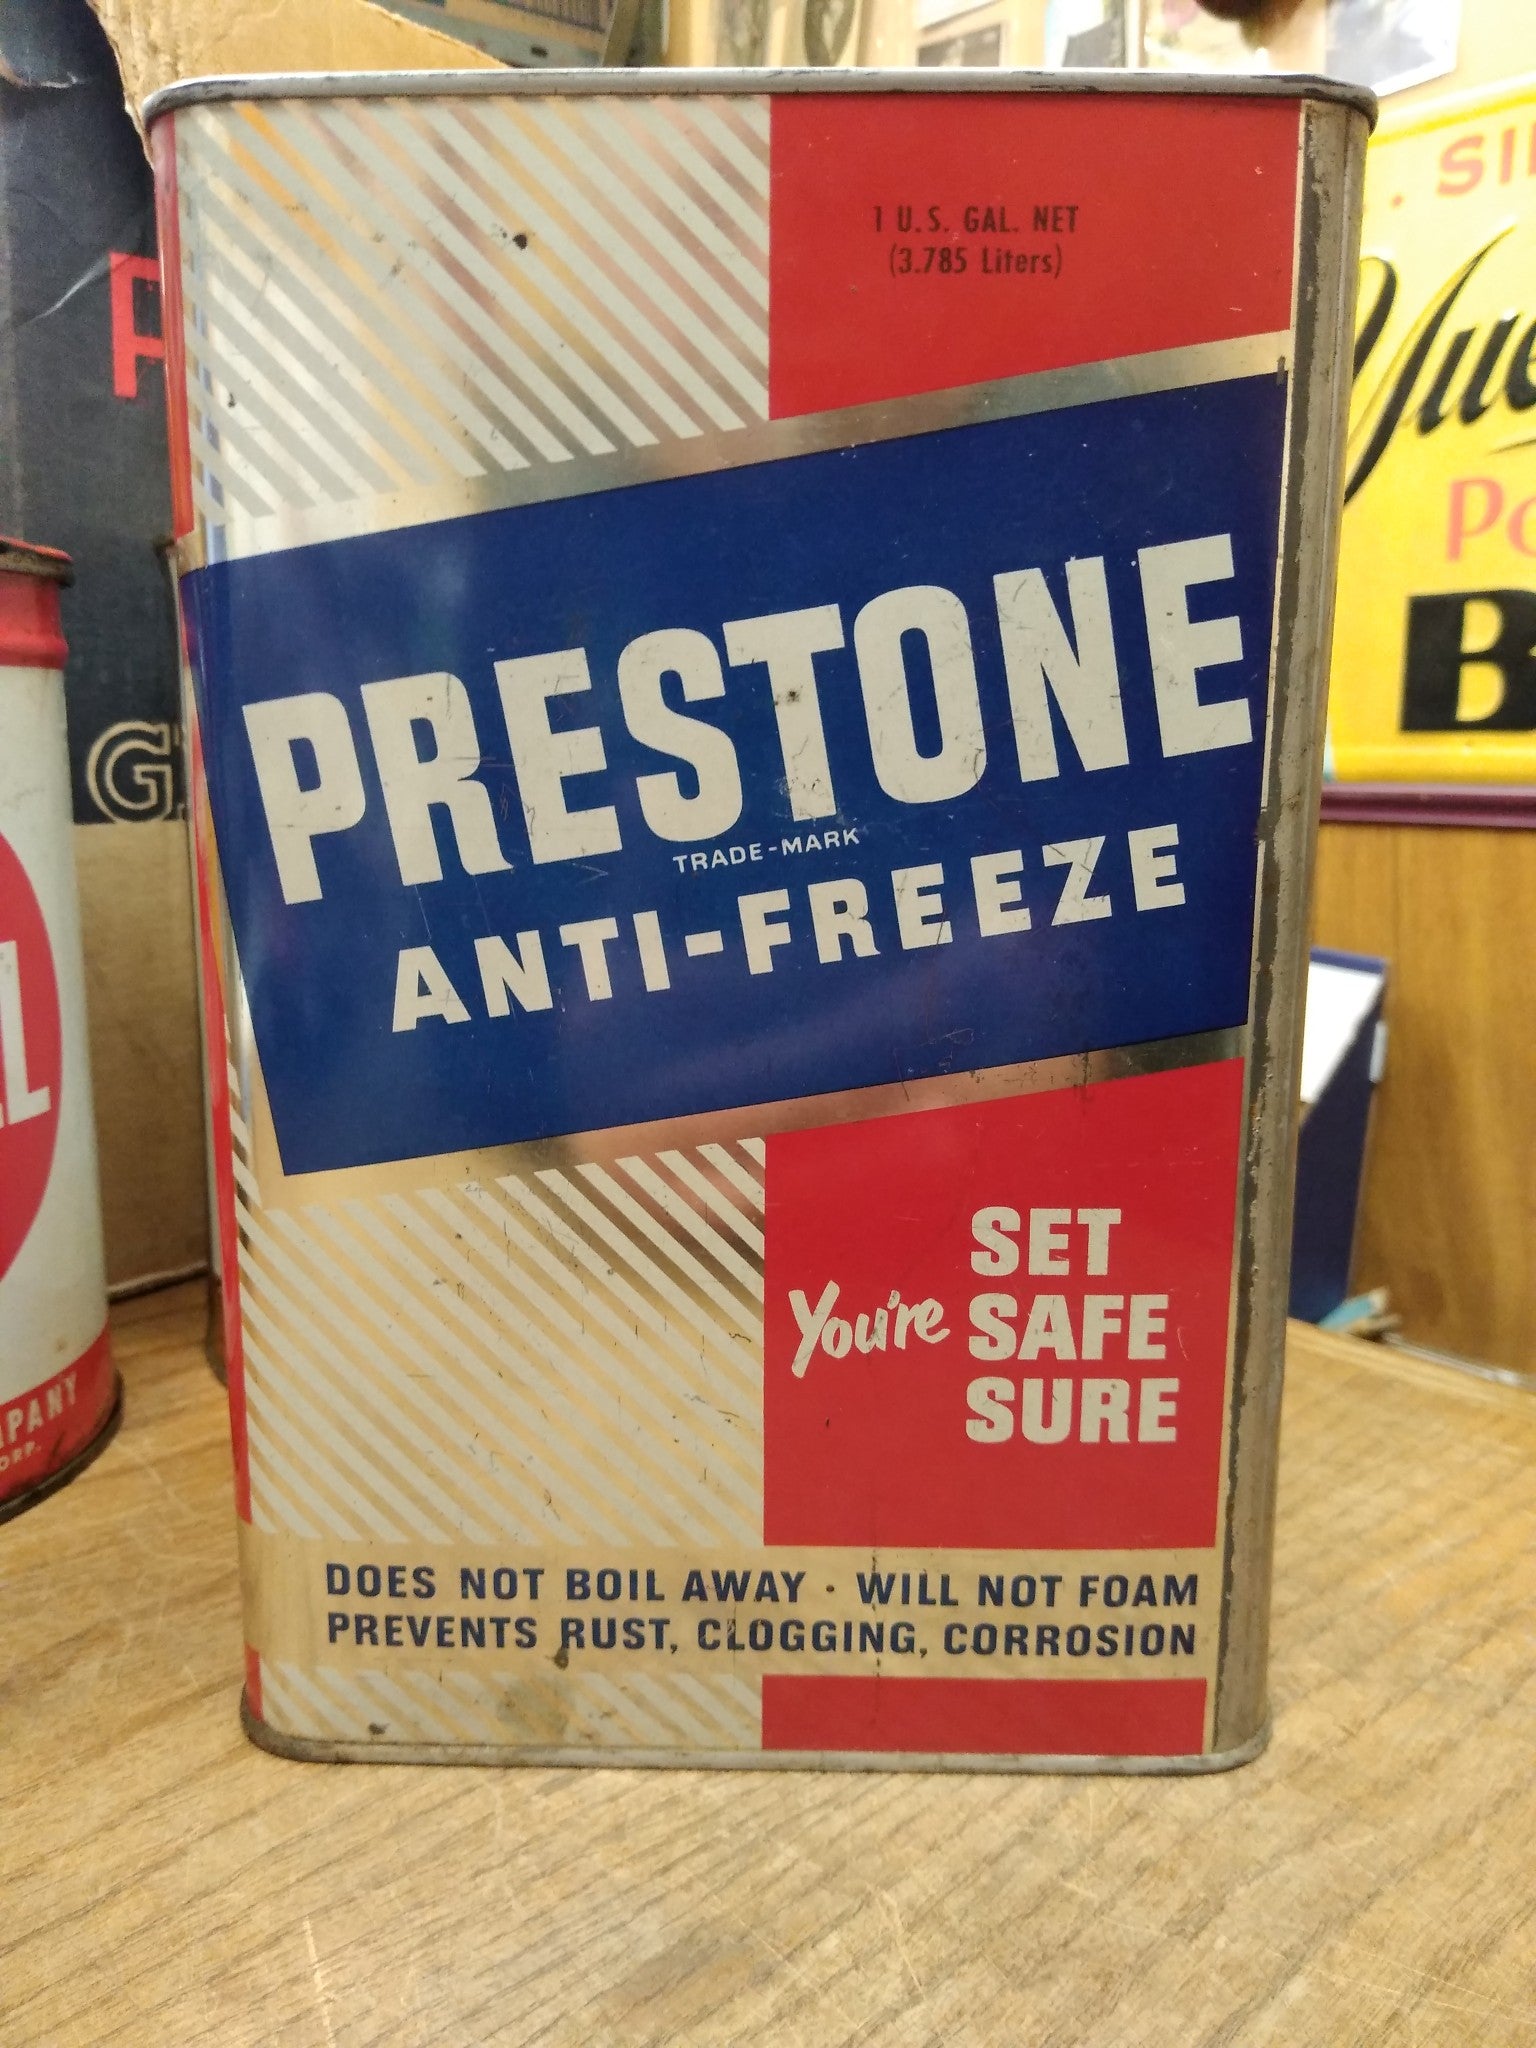 1 U.S. GAL. NET
(3.785 Liters)
PRESTONE
TRADE-MARK
ANTI-FREEZE
You're
SET
SAFE
SURE
DOES NOT BOIL AWAY · WILL NOT FOAM
PREVENTS RUST, CLOGGING, CORROSION